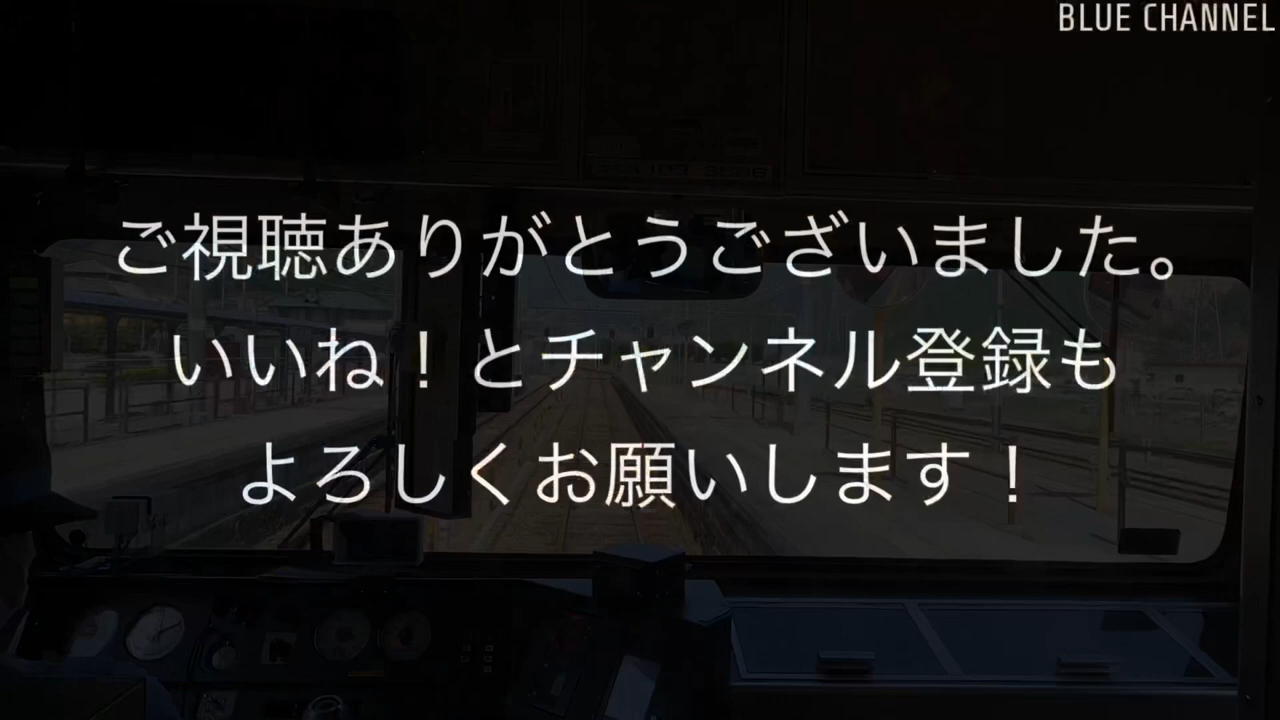 BLUE CHANNEL
ご視聴ありがとうございました。
いいね！とチャンネル登録も
よろしくお願いします！